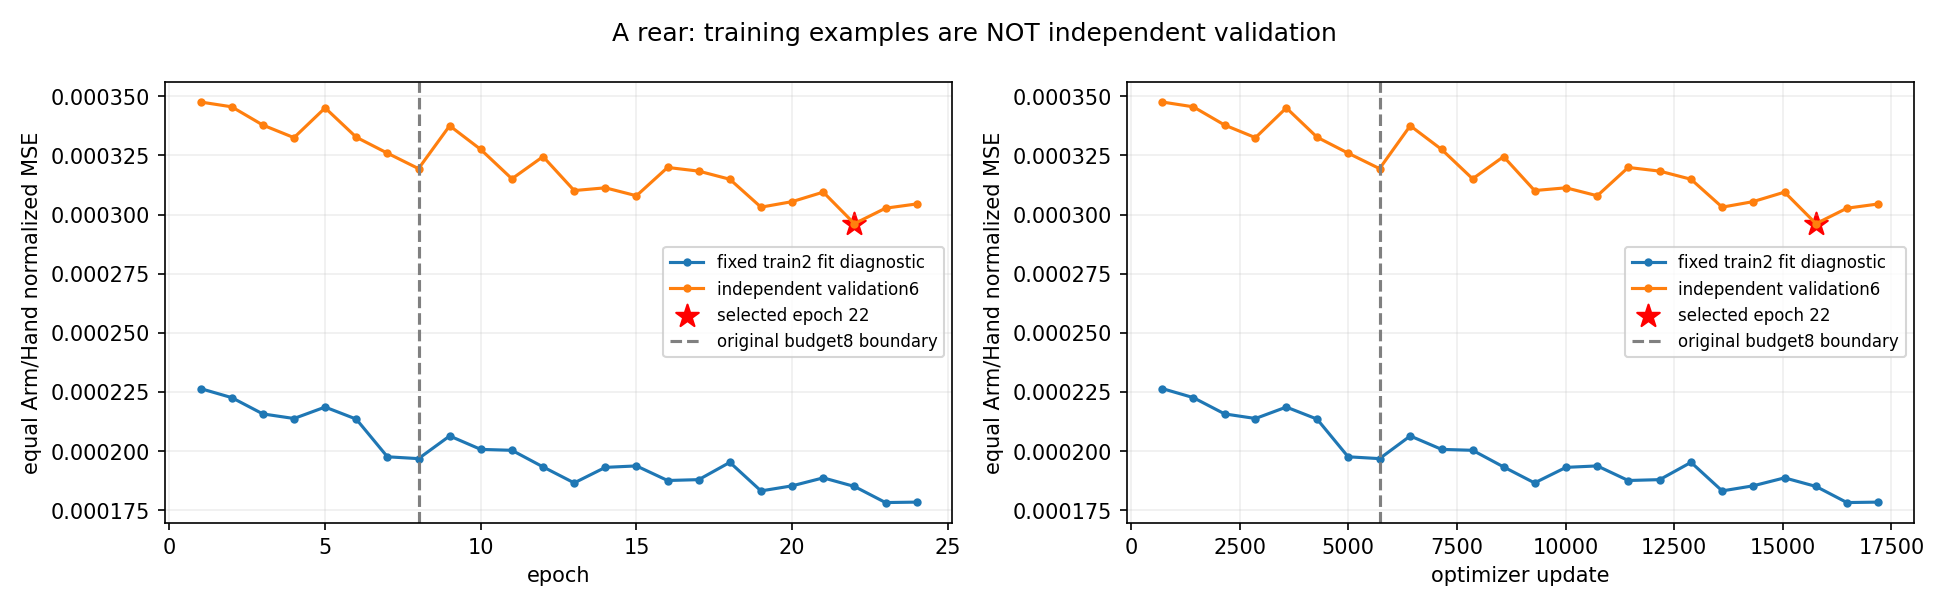 A rear: training examples are NOT independent validation
equal Arm/Hand normalized MSE
0.000350
0.000325
0.000300
0.000275
0.000250
0.000225
0.000200
0.000175
fixed train2 fit diagnostic
independent validation6
selected epoch 22
original budget8 boundary
0 5 10 15 20 25
epoch
equal Arm/Hand normalized MSE
0.000350
0.000325
0.000300
0.000275
0.000250
0.000225
0.000200
0.000175
fixed train2 fit diagnostic
independent validation6
selected epoch 22
original budget8 boundary
0 2500 5000 7500 10000 12500 15000 17500
optimizer update